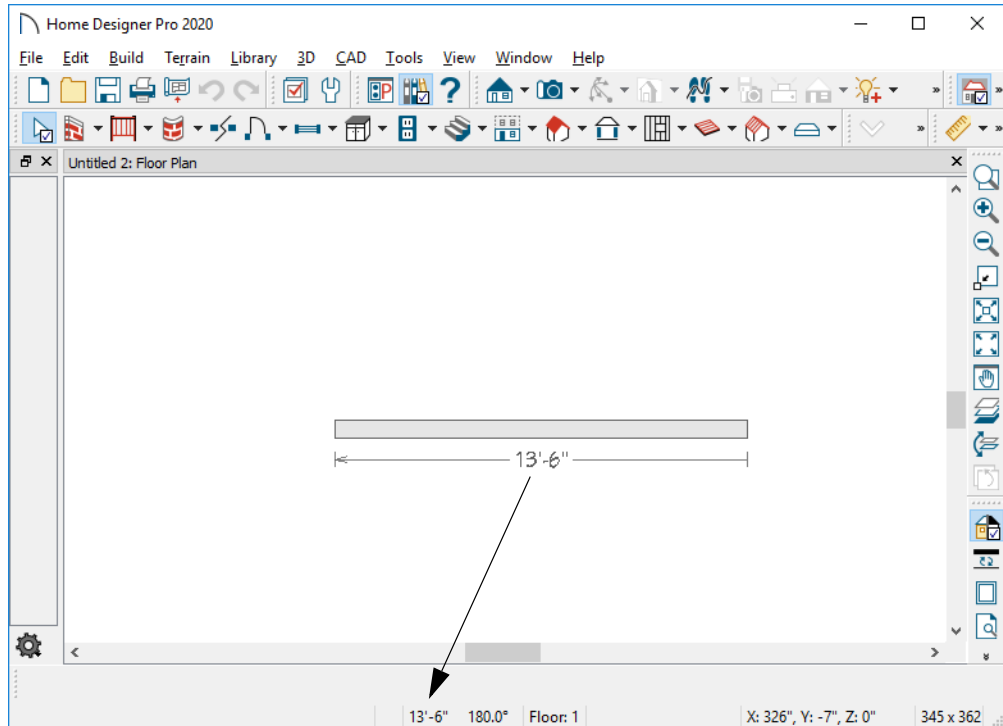 Home Designer Pro 2020
File Edit Build Terrain Library 3D CAD Tools View Window Help
Untitled 2: Floor Plan
13'-6"
13'-6" 180.0° Floor: 1 X: 326", Y: -7", Z: 0" 345 x 362